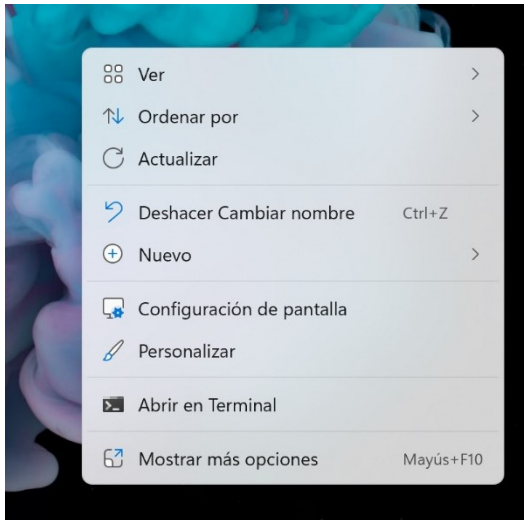 Ver
Ordenar por
Actualizar
Deshacer Cambiar nombre Ctrl+Z
Nuevo
Configuración de pantalla
Personalizar
Abrir en Terminal
Mostrar más opciones Mayús+F10